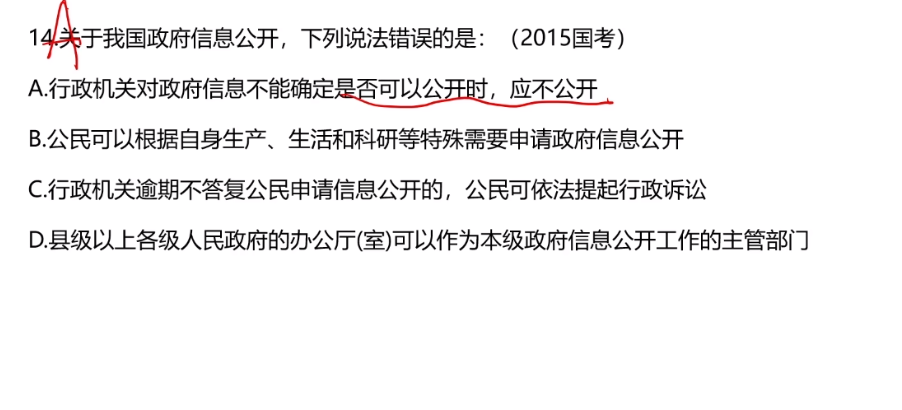 A
14.关于我国政府信息公开，下列说法错误的是：（2015国考）
A.行政机关对政府信息不能确定是否可以公开时，应不公开
B.公民可以根据自身生产、生活和科研等特殊需要申请政府信息公开
C.行政机关逾期不答复公民申请信息公开的，公民可依法提起行政诉讼
D.县级以上各级人民政府的办公厅(室)可以作为本级政府信息公开工作的主管部门